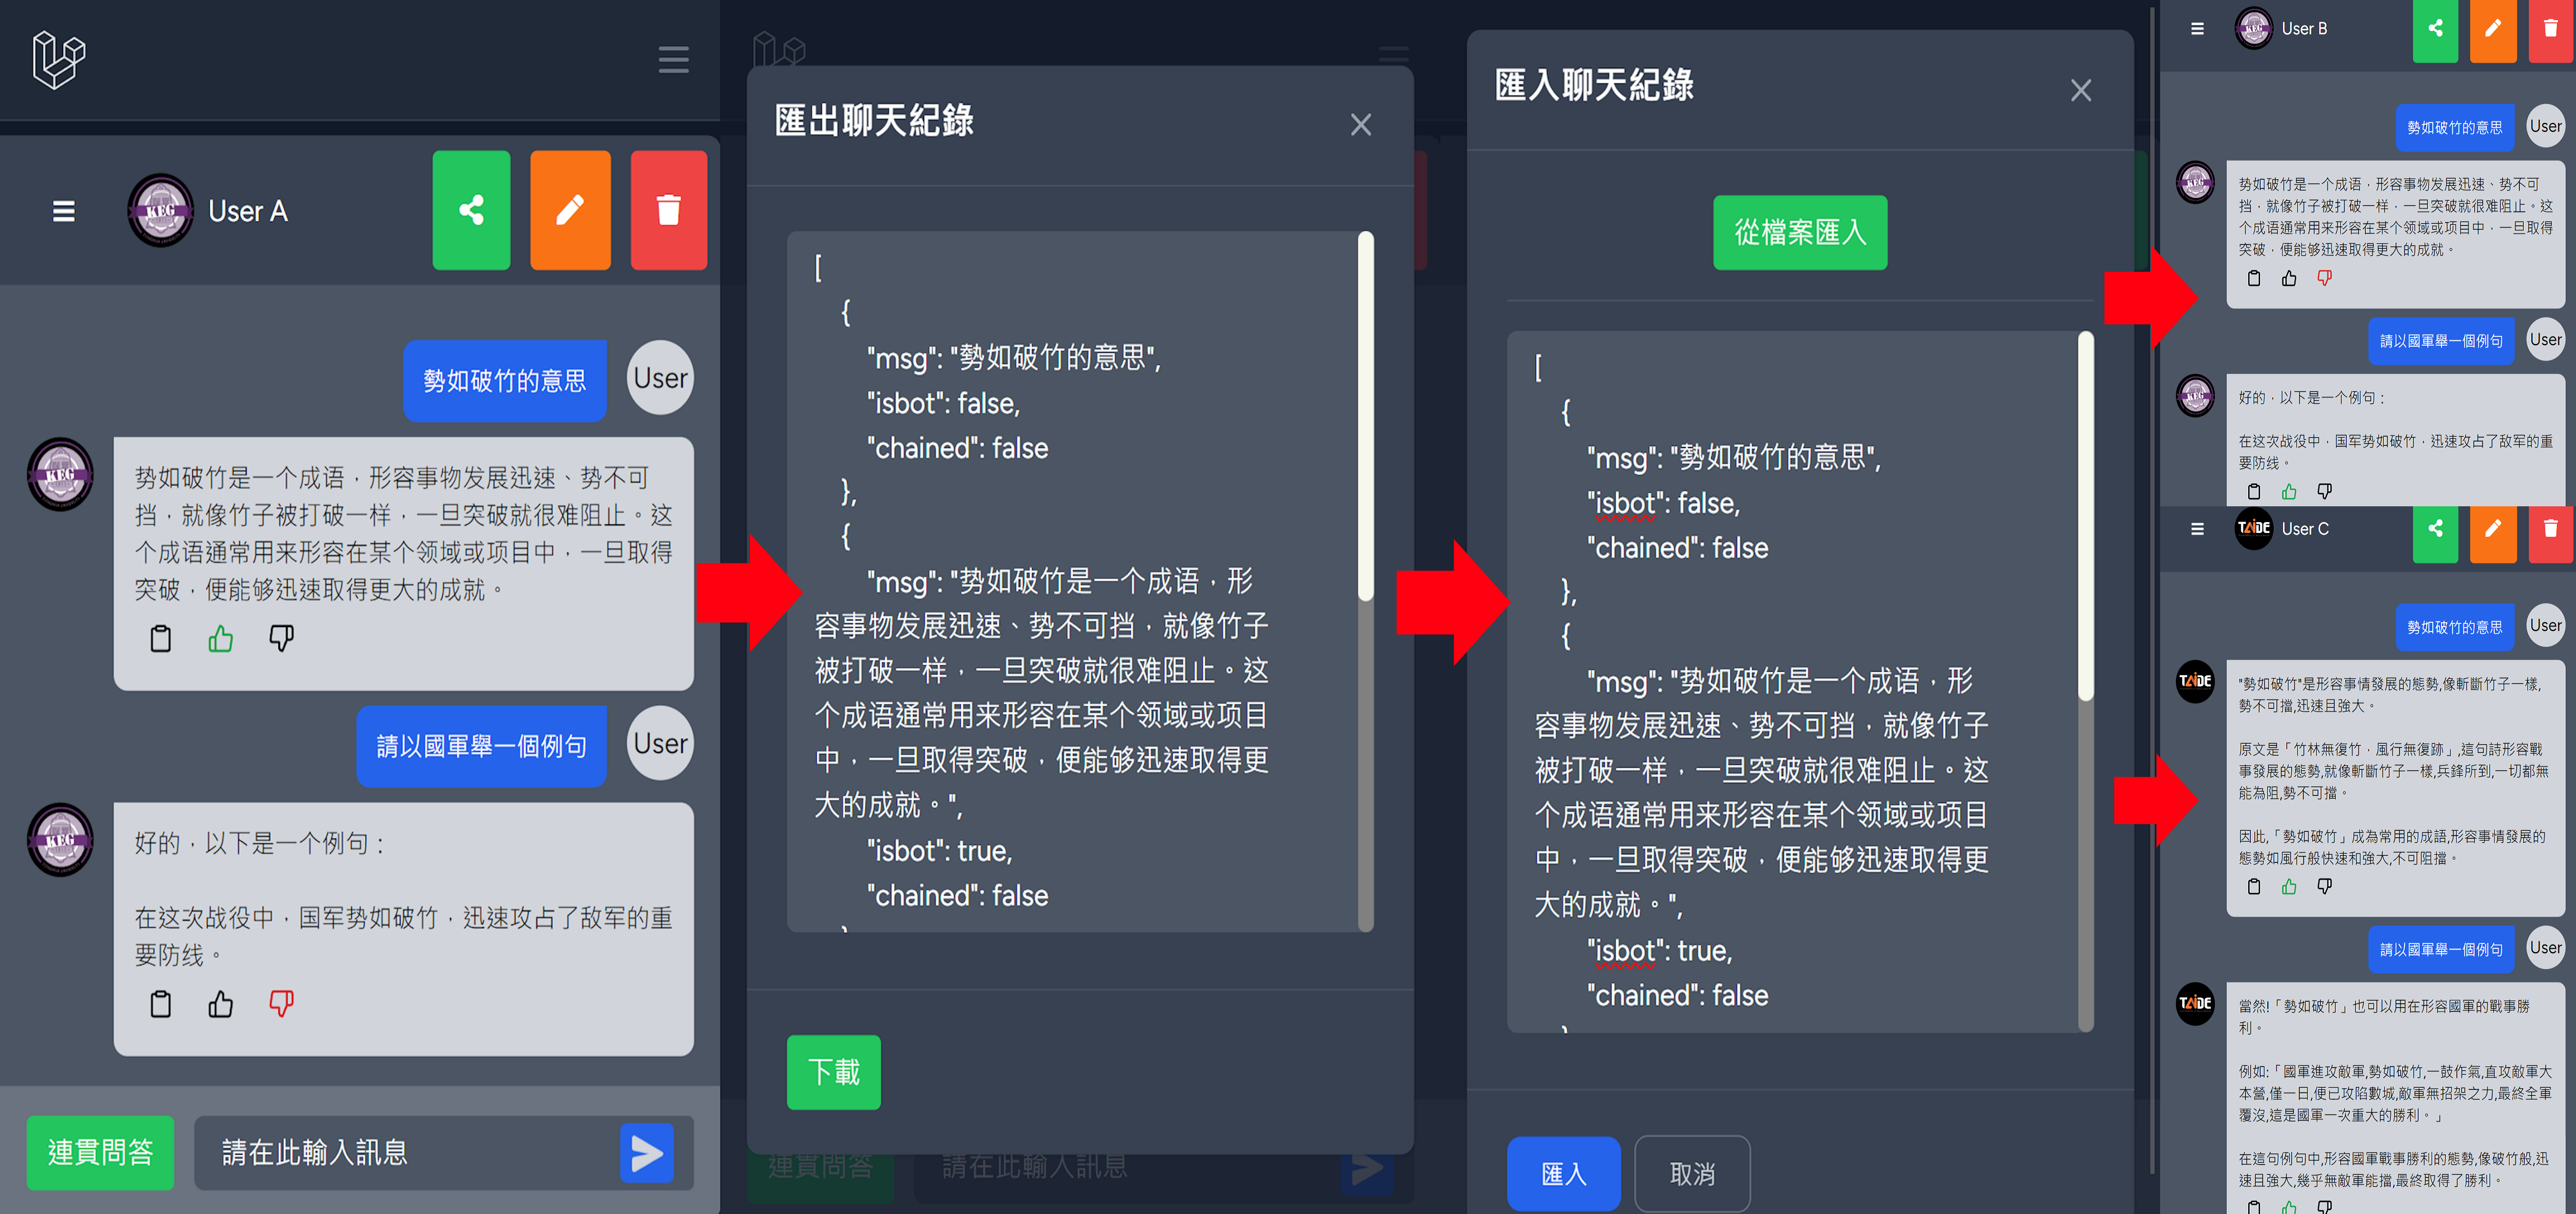 User A
勢如破竹的意思
User
KEG
势如破竹是一个成语，形容事物发展迅速、势不可
挡，就像竹子被打破一样，一旦突破就很难阻止。这
个成语通常用来形容在某个领域或项目中，一旦取得
突破，便能够迅速取得更大的成就。
請以國軍舉一個例句
User
KEG
好的，以下是一个例句：
在这次战役中，国军势如破竹，迅速攻占了敌军的重
要防线。
連貫問答
請在此輸入訊息
匯出聊天紀錄
[
{
"msg": "勢如破竹的意思",
"isbot": false,
"chained": false
},
{
"msg": "势如破竹是一个成语，形
容事物发展迅速、势不可挡，就像竹子
被打破一样，一旦突破就很难阻止。这
个成语通常用来形容在某个领域或项目
中，一旦取得突破，便能够迅速取得更
大的成就。",
"isbot": true,
"chained": false
下載
連貫問答
請在此輸入訊息
匯入聊天紀錄
從檔案匯入
[
{
"msg": "勢如破竹的意思",
"isbot": false,
"chained": false
},
{
"msg": "势如破竹是一个成语，形
容事物发展迅速、势不可挡，就像竹子
被打破一样，一旦突破就很难阻止。这
个成语通常用来形容在某个领域或项目
中，一旦取得突破，便能够迅速取得更
大的成就。",
"isbot": true,
"chained": false
匯入
取消
KEG
User B
勢如破竹的意思
User
KEG
势如破竹是一个成语，形容事物发展迅速、势不可
挡，就像竹子被打破一样，一旦突破就很难阻止。这
个成语通常用来形容在某个领域或项目中，一旦取得
突破，便能够迅速取得更大的成就。
請以國軍舉一個例句
User
KEG
好的，以下是一个例句：
在这次战役中，国军势如破竹，迅速攻占了敌军的重
要防线。
TAIDE
User C
勢如破竹的意思
User
TAIDE
"勢如破竹"是形容事情發展的態勢,像斬斷竹子一樣,
勢不可擋,迅速且強大。
原文是「竹林無復竹，風行無復跡」,這句詩形容戰
事發展的態勢,就像斬斷竹子一樣,兵鋒所到,一切都無
能為阻,勢不可擋。
因此,「勢如破竹」成為常用的成語,形容事情發展的
態勢如風行般快速和強大,不可阻擋。
請以國軍舉一個例句
User
TAIDE
當然!「勢如破竹」也可以用在形容國軍的戰事勝
利。
例如:「國軍進攻敵軍,勢如破竹,一鼓作氣,直攻敵軍大
本營,僅一日,便已攻陷數城,敵軍無招架之力,最終全軍
覆沒,這是國軍一次重大的勝利。」
在這句例句中,形容國軍戰事勝利的態勢,像破竹般,迅
速且強大,幾乎無敵軍能擋,最終取得了勝利。